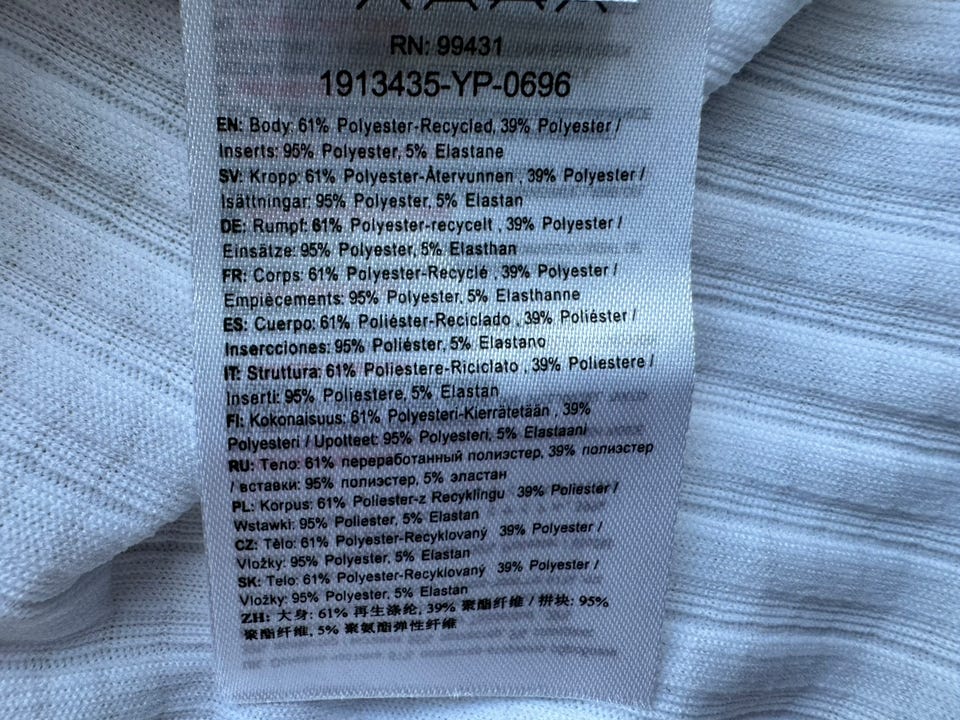 RN: 99431
1913435-YP-0696
EN: Body: 61% Polyester-Recycled, 39% Polyester /
Inserts: 95% Polyester, 5% Elastane
SV: Kropp: 61% Polyester-Återvunnen , 39% Polyester /
Isättningar: 95% Polyester, 5% Elastan
DE: Rumpf: 61% Polyester-recycelt , 39% Polyester /
Einsätze: 95% Polyester, 5% Elasthan
FR: Corps: 61% Polyester-Recyclé , 39% Polyester /
Empiècements: 95% Polyester, 5% Elasthanne
ES: Cuerpo: 61% Poliéster-Reciclado , 39% Poliéster /
Insercciones: 95% Poliéster, 5% Elastano
IT: Struttura: 61% Poliestere-Riciclato , 39% Poliestere /
Inserti: 95% Poliestere, 5% Elastan
FI: Kokonaisuus: 61% Polyesteri-Kierrätetään , 39%
Polyesteri / Upotteet: 95% Polyesteri, 5% Elastaani
RU: Тело: 61% переработанный полиэстер, 39% полиэстер
/ вставки: 95% полиэстер, 5% эластан
PL: Korpus: 61% Poliester-z Recyklingu 39% Poliester /
Wstawki: 95% Poliester, 5% Elastan
CZ: Tělo: 61% Polyester-Recyklovaný 39% Polyester /
Vložky: 95% Polyester, 5% Elastan
SK: Telo: 61% Polyester-Recyklovaný 39% Polyester /
Vložky: 95% Polyester, 5% Elastan
ZH: 大身: 61% 再生涤纶, 39% 聚酯纤维 / 拼块: 95%
聚酯纤维, 5% 聚氨酯弹性纤维